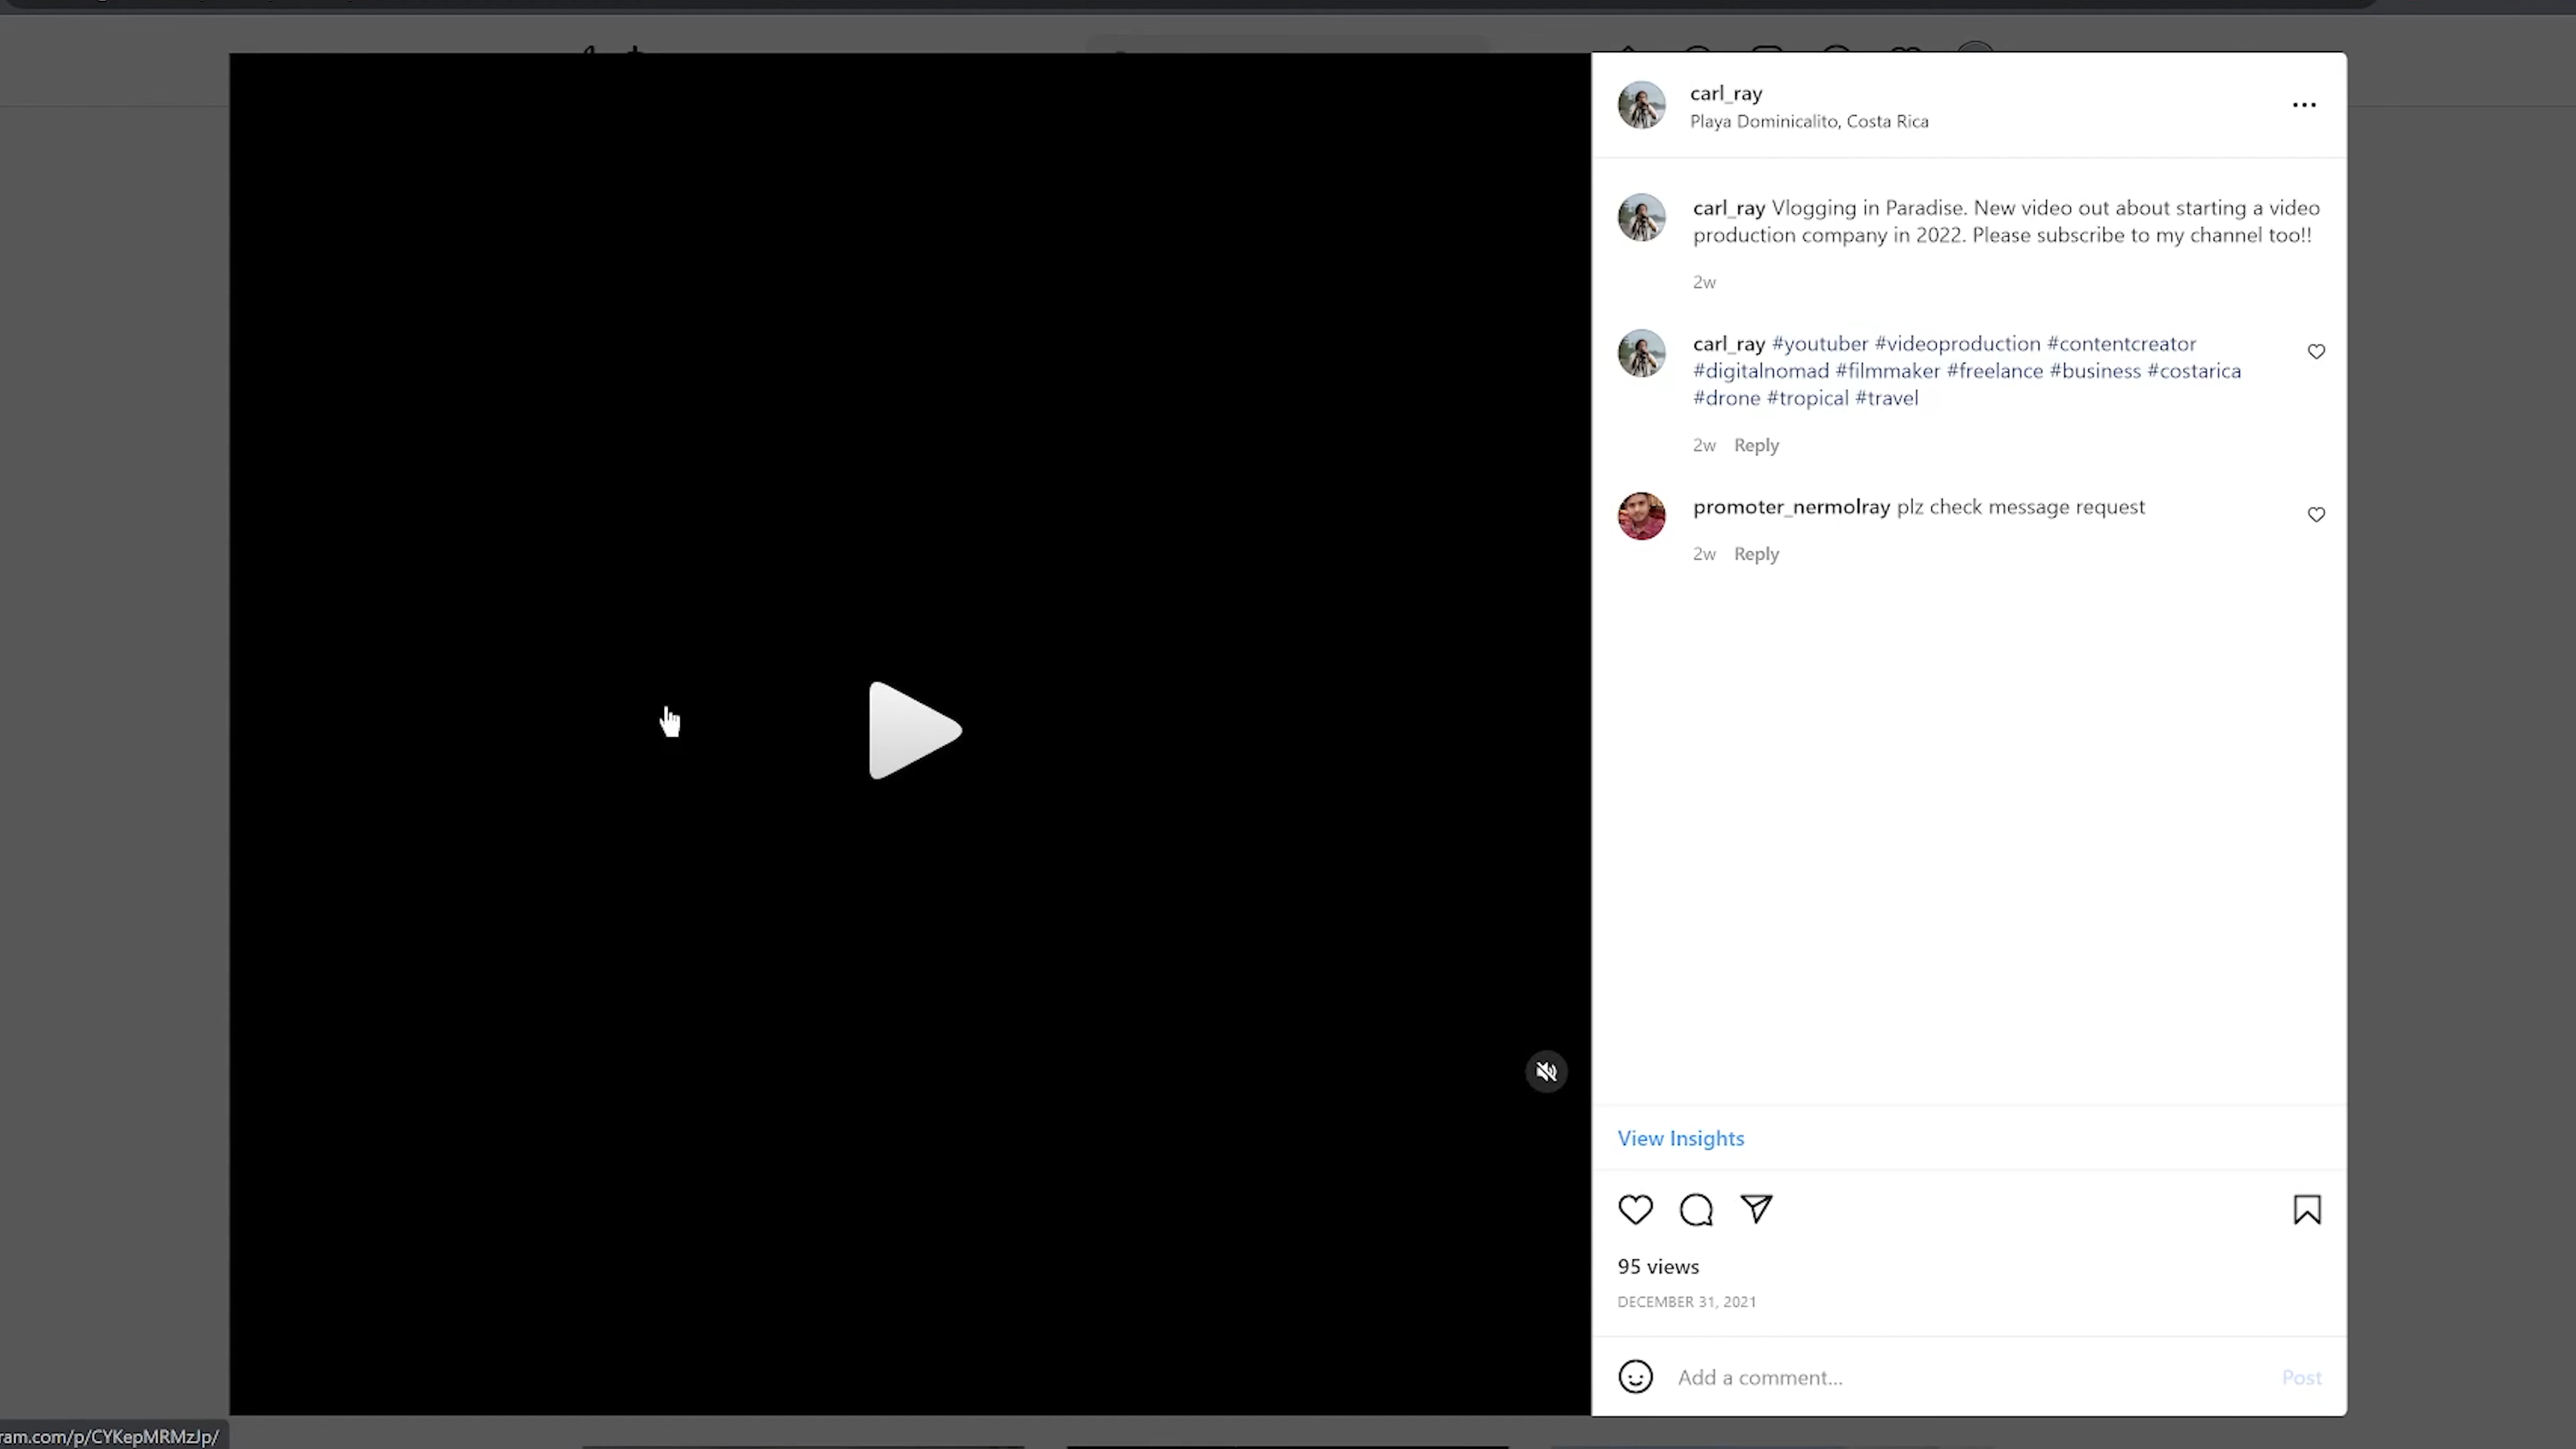 carl_ray
Playa Dominicalito, Costa Rica
carl_ray Vlogging in Paradise. New video out about starting a video
production company in 2022. Please subscribe to my channel too!!
2w
carl_ray #youtuber #videoproduction #contentcreator
#digitalnomad #filmmaker #freelance #business #costarica
#drone #tropical #travel
2w Reply
promoter_nermolray plz check message request
2w Reply
View Insights
95 views
DECEMBER 31, 2021
Add a comment... Post
ram.com/p/CYKepMRMzJp/